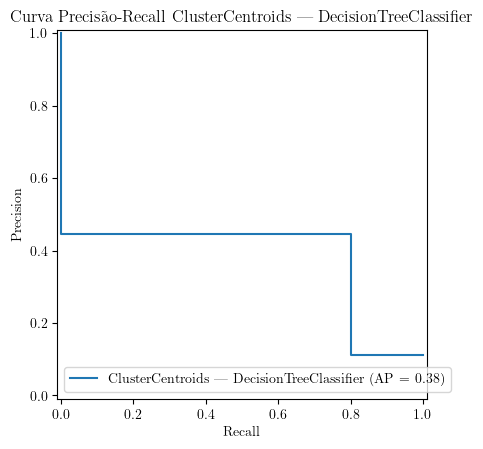 Curva Precisão-Recall ClusterCentroids — DecisionTreeClassifier
1.0
0.8
0.6
0.4
0.2
0.0
Precision
ClusterCentroids — DecisionTreeClassifier (AP = 0.38)
0.0 0.2 0.4 0.6 0.8 1.0
Recall